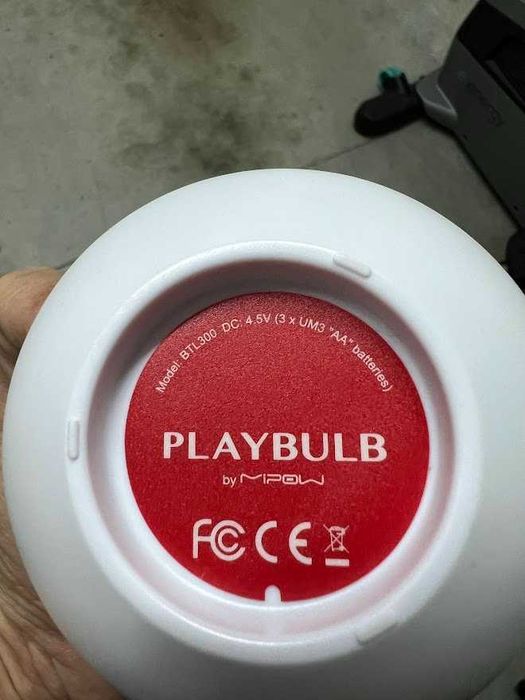 Model: BTL300 DC: 4.5V (3 x UM3 "AA" batteries)
PLAYBULB
by MIPOW
FC CE